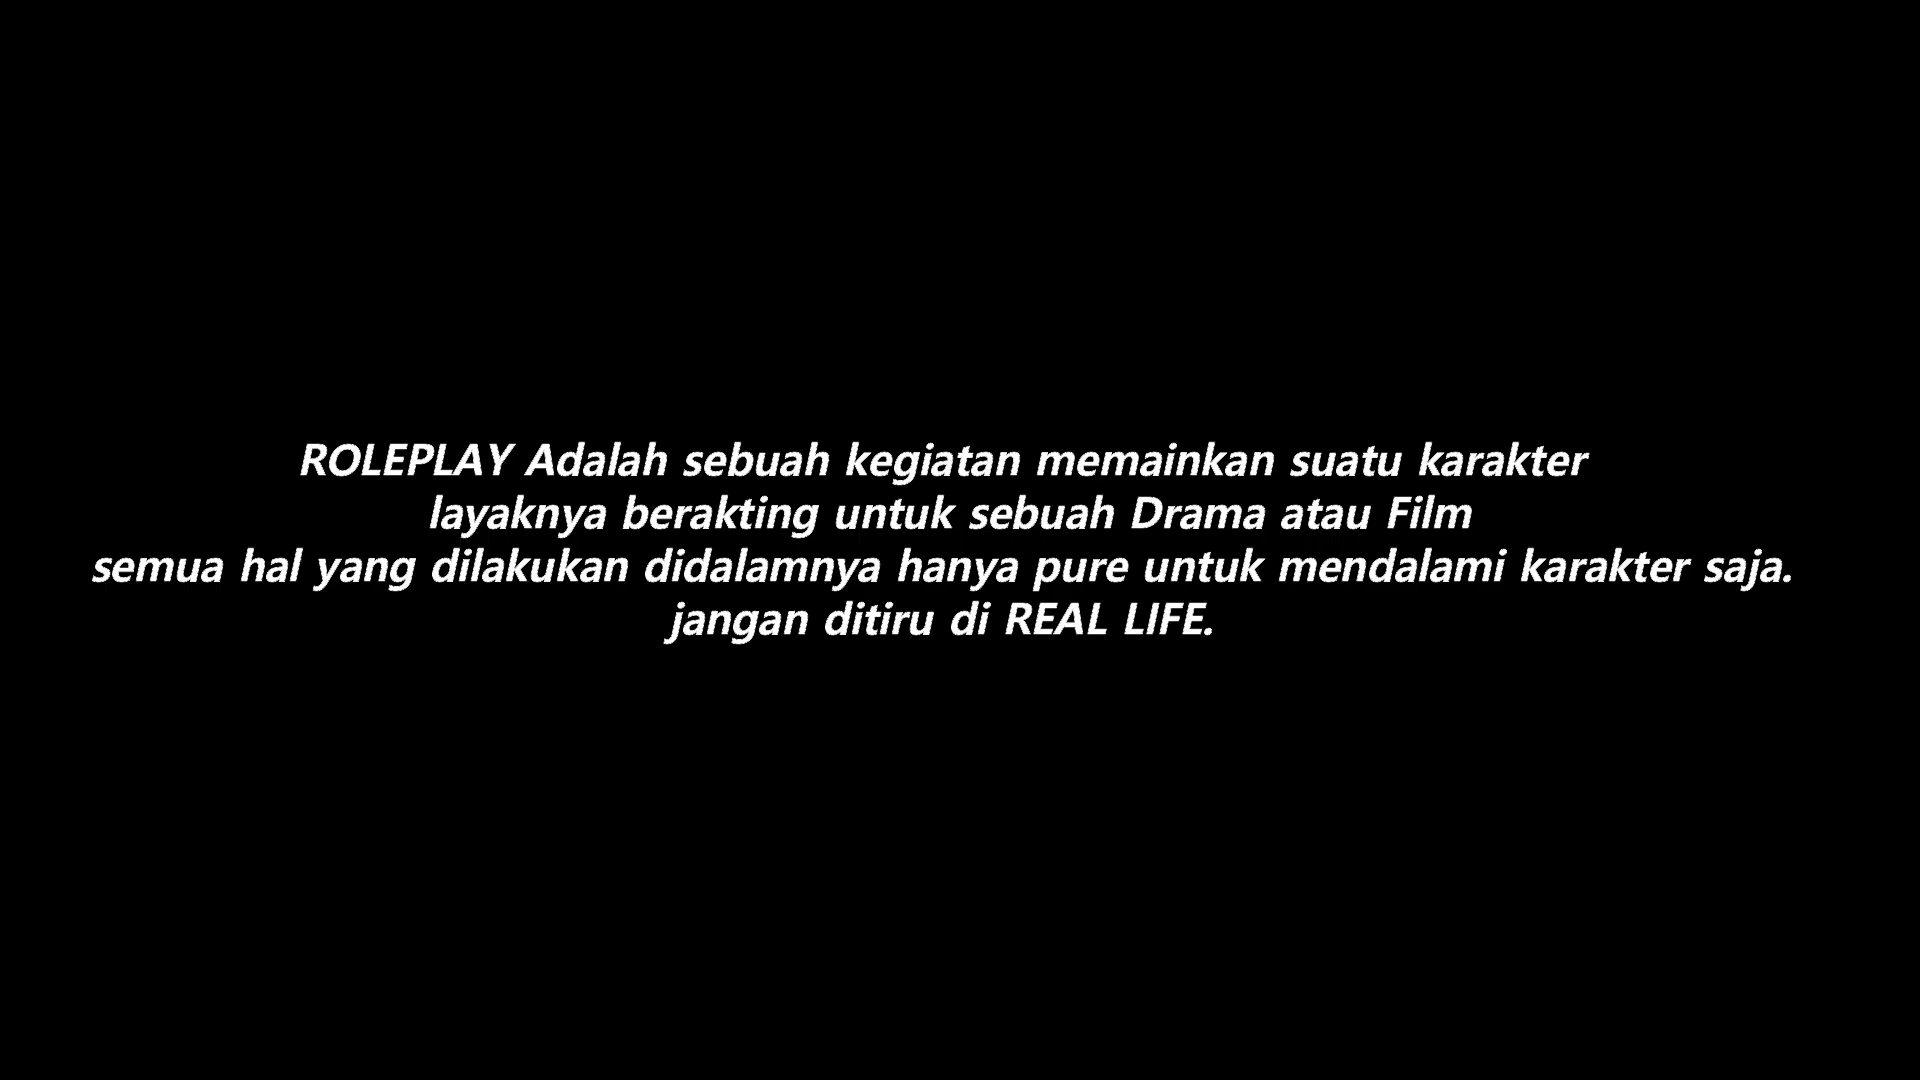 ROLEPLAY Adalah sebuah kegiatan memainkan suatu karakter
layaknya berakting untuk sebuah Drama atau Film
semua hal yang dilakukan didalamnya hanya pure untuk mendalami karakter saja.
jangan ditiru di REAL LIFE.